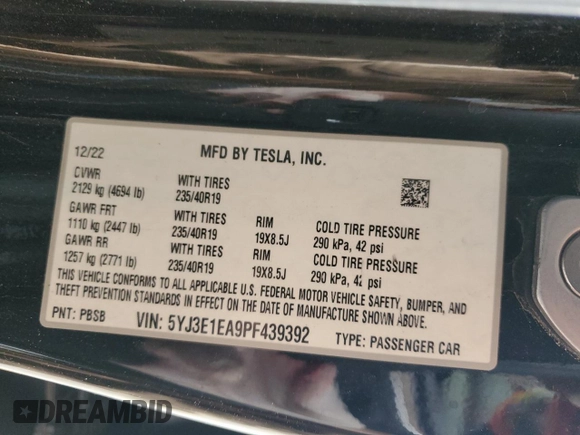 12/22 MFD BY TESLA, INC.
GVWR WITH TIRES
2129 kg (4694 lb) 235/40R19
GAWR FRT WITH TIRES RIM COLD TIRE PRESSURE
1110 kg (2447 lb) 235/40R19 19X8.5J 290 kPa, 42 psi
GAWR RR WITH TIRES RIM COLD TIRE PRESSURE
1257 kg (2771 lb) 235/40R19 19X8.5J 290 kPa, 42 psi
THIS VEHICLE CONFORMS TO ALL APPLICABLE U.S. FEDERAL MOTOR VEHICLE SAFETY, BUMPER, AND
THEFT PREVENTION STANDARDS IN EFFECT ON THE DATE OF MANUFACTURE SHOWN ABOVE.
PNT: PBSB VIN: 5YJ3E1EA9PF439392 TYPE: PASSENGER CAR
DREAMBID